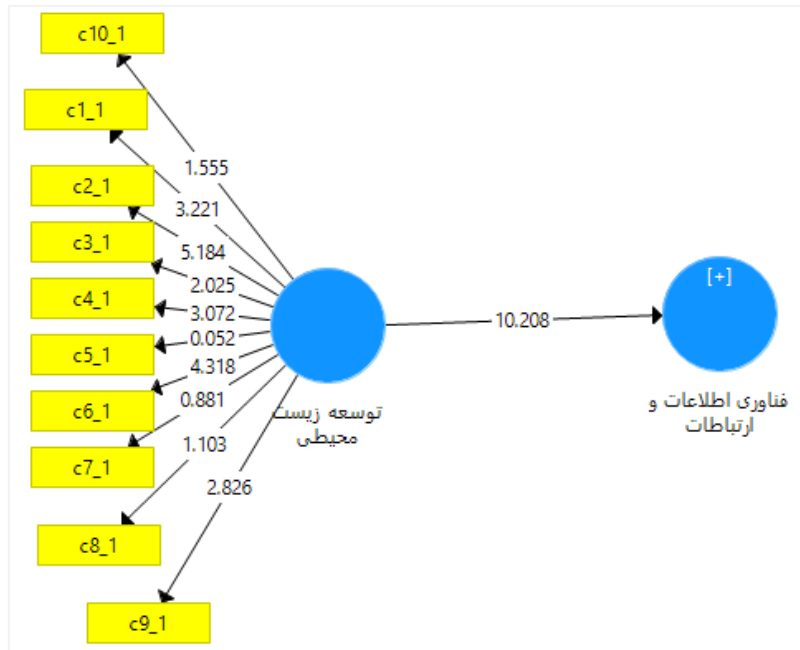 c10_1
c1_1
c2_1
c3_1
c4_1
c5_1
c6_1
c7_1
c8_1
c9_1
1.555
3.221
5.184
2.025
3.072
0.052
4.318
0.881
1.103
2.826
توسعه زیست
محیطی
10.208
[+]
فناوری اطلاعات و
ارتباطات